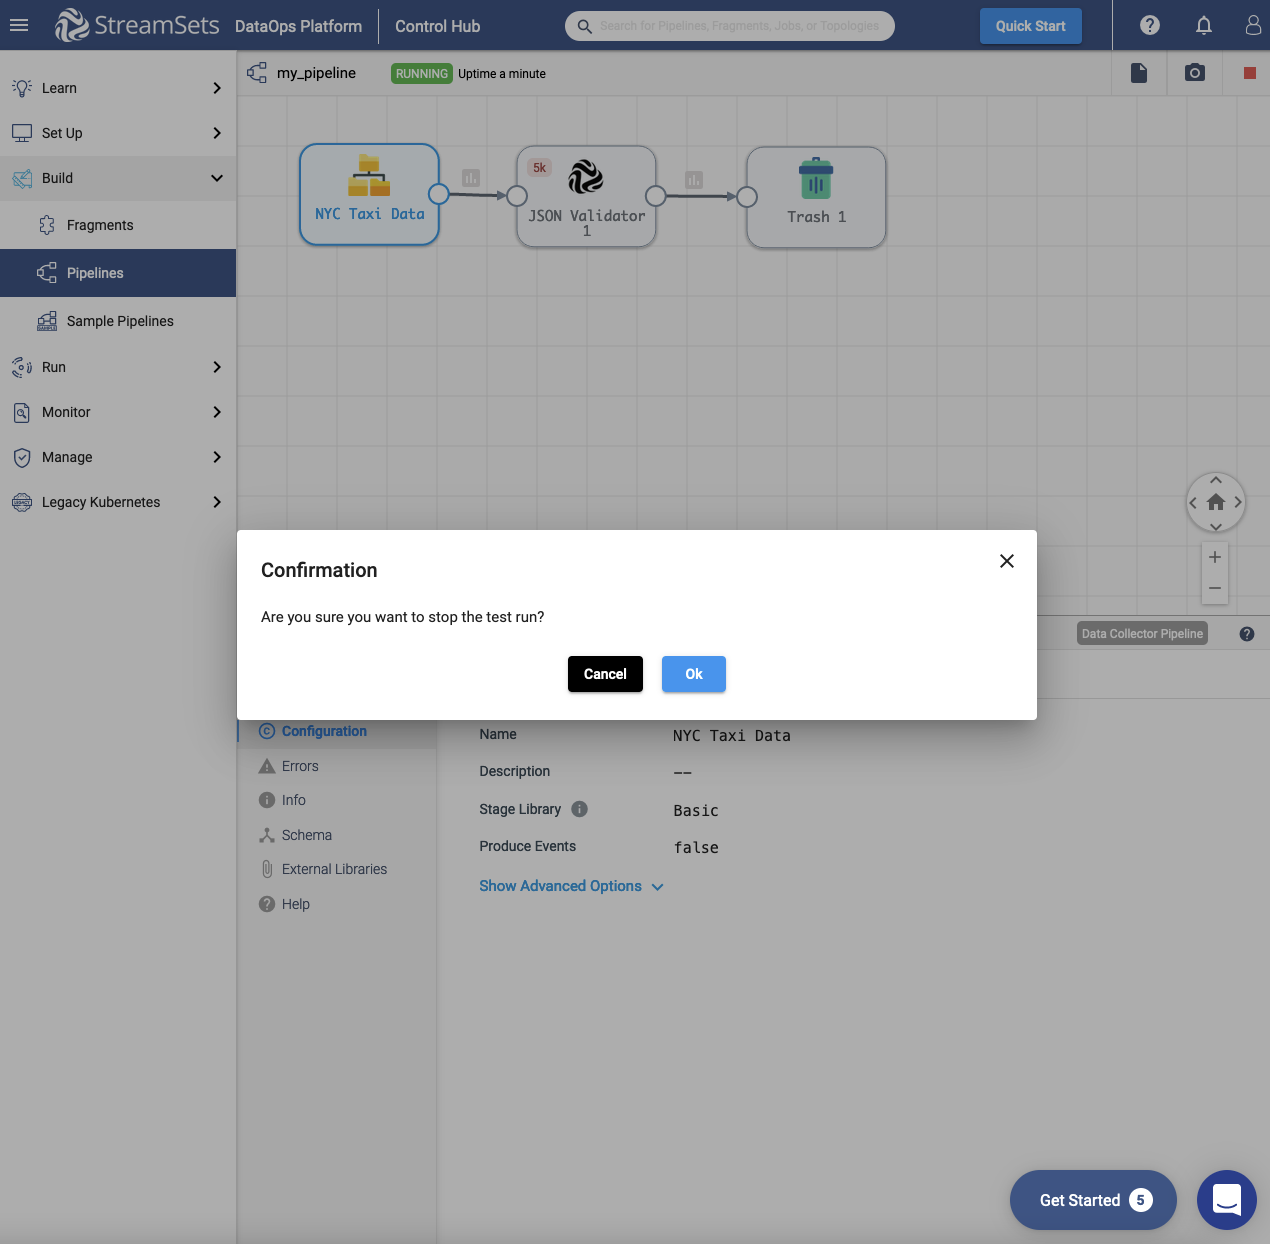 StreamSets DataOps Platform Control Hub Search for Pipelines, Fragments, Jobs, or Topologies Quick Start
Learn
Set Up
Build
Fragments
Pipelines
Sample Pipelines
Run
Monitor
Manage
Legacy Kubernetes
my_pipeline RUNNING Uptime a minute
NYC Taxi Data
5k
JSON Validator
1
Trash 1
Confirmation
Are you sure you want to stop the test run?
Cancel Ok
Data Collector Pipeline
Configuration
Errors
Info
Schema
External Libraries
Help
Name NYC Taxi Data
Description --
Stage Library Basic
Produce Events false
Show Advanced Options
Get Started 5